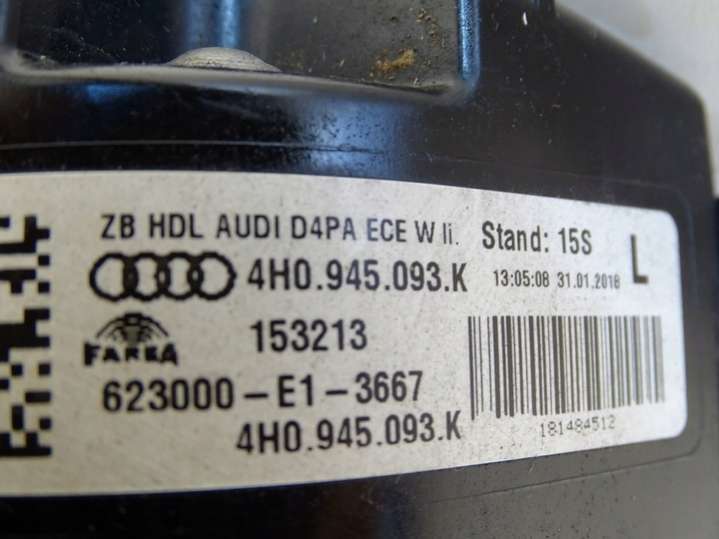 ZB HDL AUDI D4PA ECE W li. Stand: 15S
4H0.945.093.K 13:05:08 31.01.2018 L
FARBA 153213
623000-E1-3667
4H0.945.093.K 181484512